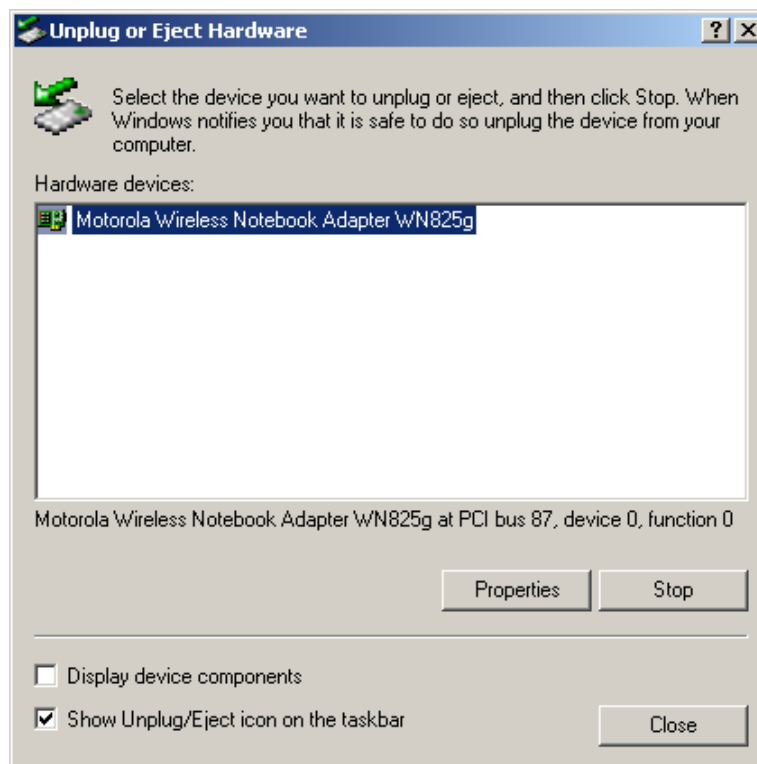 Unplug or Eject Hardware
Select the device you want to unplug or eject, and then click Stop. When
Windows notifies you that it is safe to do so unplug the device from your
computer.
Hardware devices:
Motorola Wireless Notebook Adapter WN825g
Motorola Wireless Notebook Adapter WN825g at PCI bus 87, device 0, function 0
Properties
Stop
Display device components
Show Unplug/Eject icon on the taskbar
Close